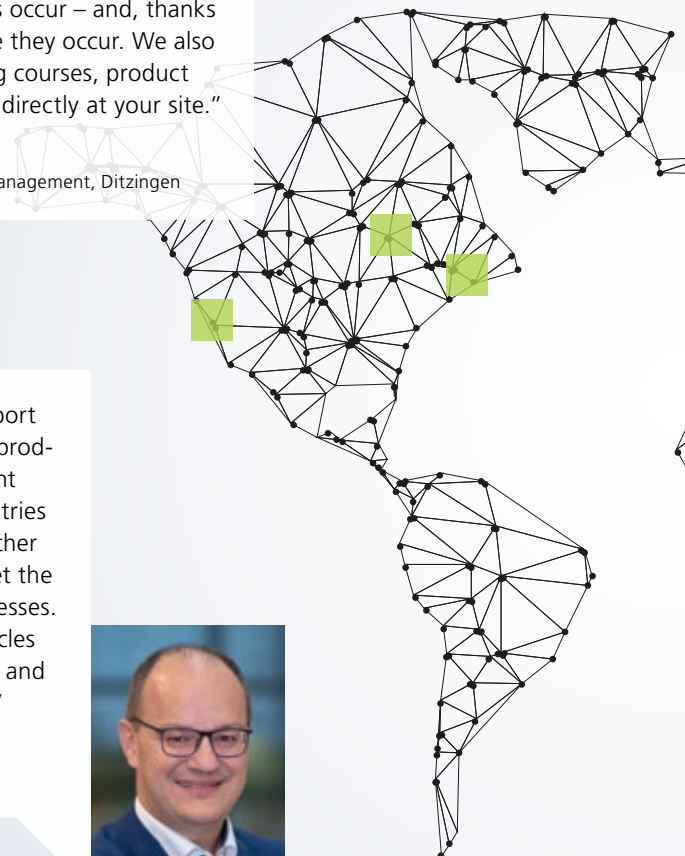 s occur – and, thanks
e they occur. We also
g courses, product
directly at your site.”
anagement, Ditzingen
port
prod-
nt
tries
ther
et the
esses.
cles
and
”